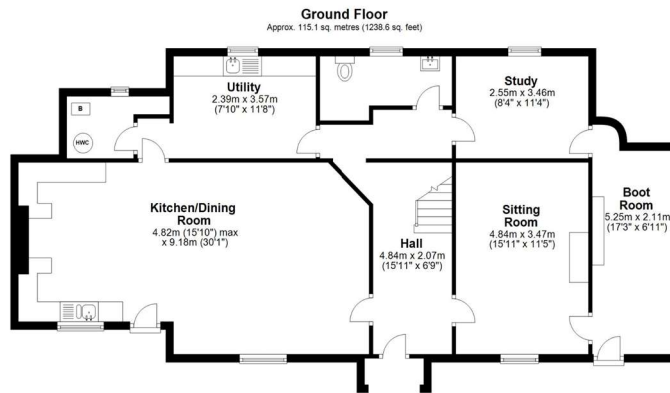 Ground Floor
Approx. 115.1 sq. metres (1238.6 sq. feet)
Utility
2.39m x 3.57m
(7'10" x 11'8")
Study
2.55m x 3.46m
(8'4" x 11'4")
B
HWC
Kitchen/Dining
Room
4.82m (15'10") max
x 9.18m (30'1")
Hall
4.84m x 2.07m
(15'11" x 6'9")
Sitting
Room
4.84m x 3.47m
(15'11" x 11'5")
Boot
Room
5.25m x 2.11m
(17'3" x 6'11")